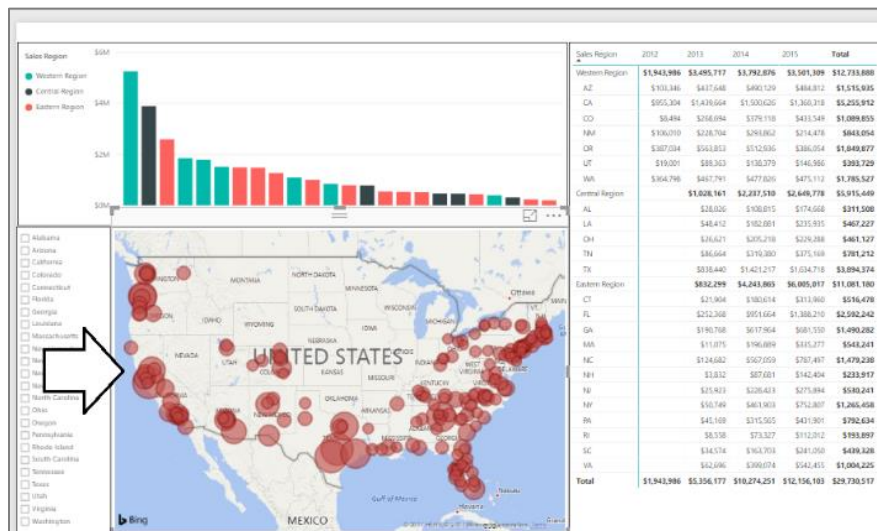 Sales Region
Western Region
Central Region
Eastern Region
$6M
$4M
$2M
$0M
Sales Region 2012 2013 2014 2015 Total
Western Region $1,943,986 $3,495,717 $3,792,876 $3,501,309 $12,733,888
AZ $103,346 $437,648 $490,129 $484,812 $1,515,935
CA $955,304 $1,439,664 $1,500,626 $1,360,318 $5,255,912
CO $8,494 $268,694 $379,118 $433,549 $1,089,855
NM $106,010 $228,704 $293,862 $214,478 $843,054
OR $387,034 $563,853 $512,936 $386,054 $1,849,877
UT $19,001 $89,363 $138,379 $146,986 $393,729
WA $364,796 $467,791 $477,826 $475,112 $1,785,527
Central Region $1,028,161 $2,237,510 $2,649,778 $5,915,449
AL $28,026 $108,815 $174,668 $311,508
LA $48,412 $182,881 $235,935 $467,227
OH $26,621 $205,218 $229,288 $461,127
TN $86,664 $319,380 $375,169 $781,212
TX $838,440 $1,421,217 $1,634,718 $3,894,374
Eastern Region $832,299 $4,243,865 $6,005,017 $11,081,180
CT $21,904 $180,614 $313,960 $516,478
FL $252,368 $951,664 $1,388,210 $2,592,242
GA $190,768 $617,964 $681,550 $1,490,282
MA $11,075 $196,889 $335,277 $543,241
NC $124,682 $567,059 $787,497 $1,479,238
NH $3,832 $87,681 $142,404 $233,917
NJ $25,923 $228,423 $275,894 $530,241
NY $50,749 $461,903 $752,807 $1,265,458
PA $45,169 $315,565 $431,901 $792,634
RI $8,558 $73,327 $112,012 $193,897
SC $34,574 $163,703 $241,050 $439,328
VA $62,696 $399,074 $542,455 $1,004,225
Total $1,943,986 $5,356,177 $10,274,251 $12,156,103 $29,730,517
Alabama
Arizona
California
Colorado
Connecticut
Florida
Georgia
Louisiana
Massachusetts
North Carolina
Ohio
Oregon
Pennsylvania
Rhode Island
South Carolina
Tennessee
Texas
Utah
Virginia
Washington
MONTANA
NORTH DAKOTA
MINNESOTA
Ottawa
SOUTH DAKOTA
WISCONSIN
MICHIGAN
IDAHO
WYOMING
IOWA
NEBRASKA
NEVADA
UTAH
UNITED STATES
KANSAS
MISSOURI
WEST VIRGINIA
KENTUCKY
OKLAHOMA
ARKANSAS
MISSISSIPPI
Gulf of Mexico
Nassau
Havana
MEXICO
Bing